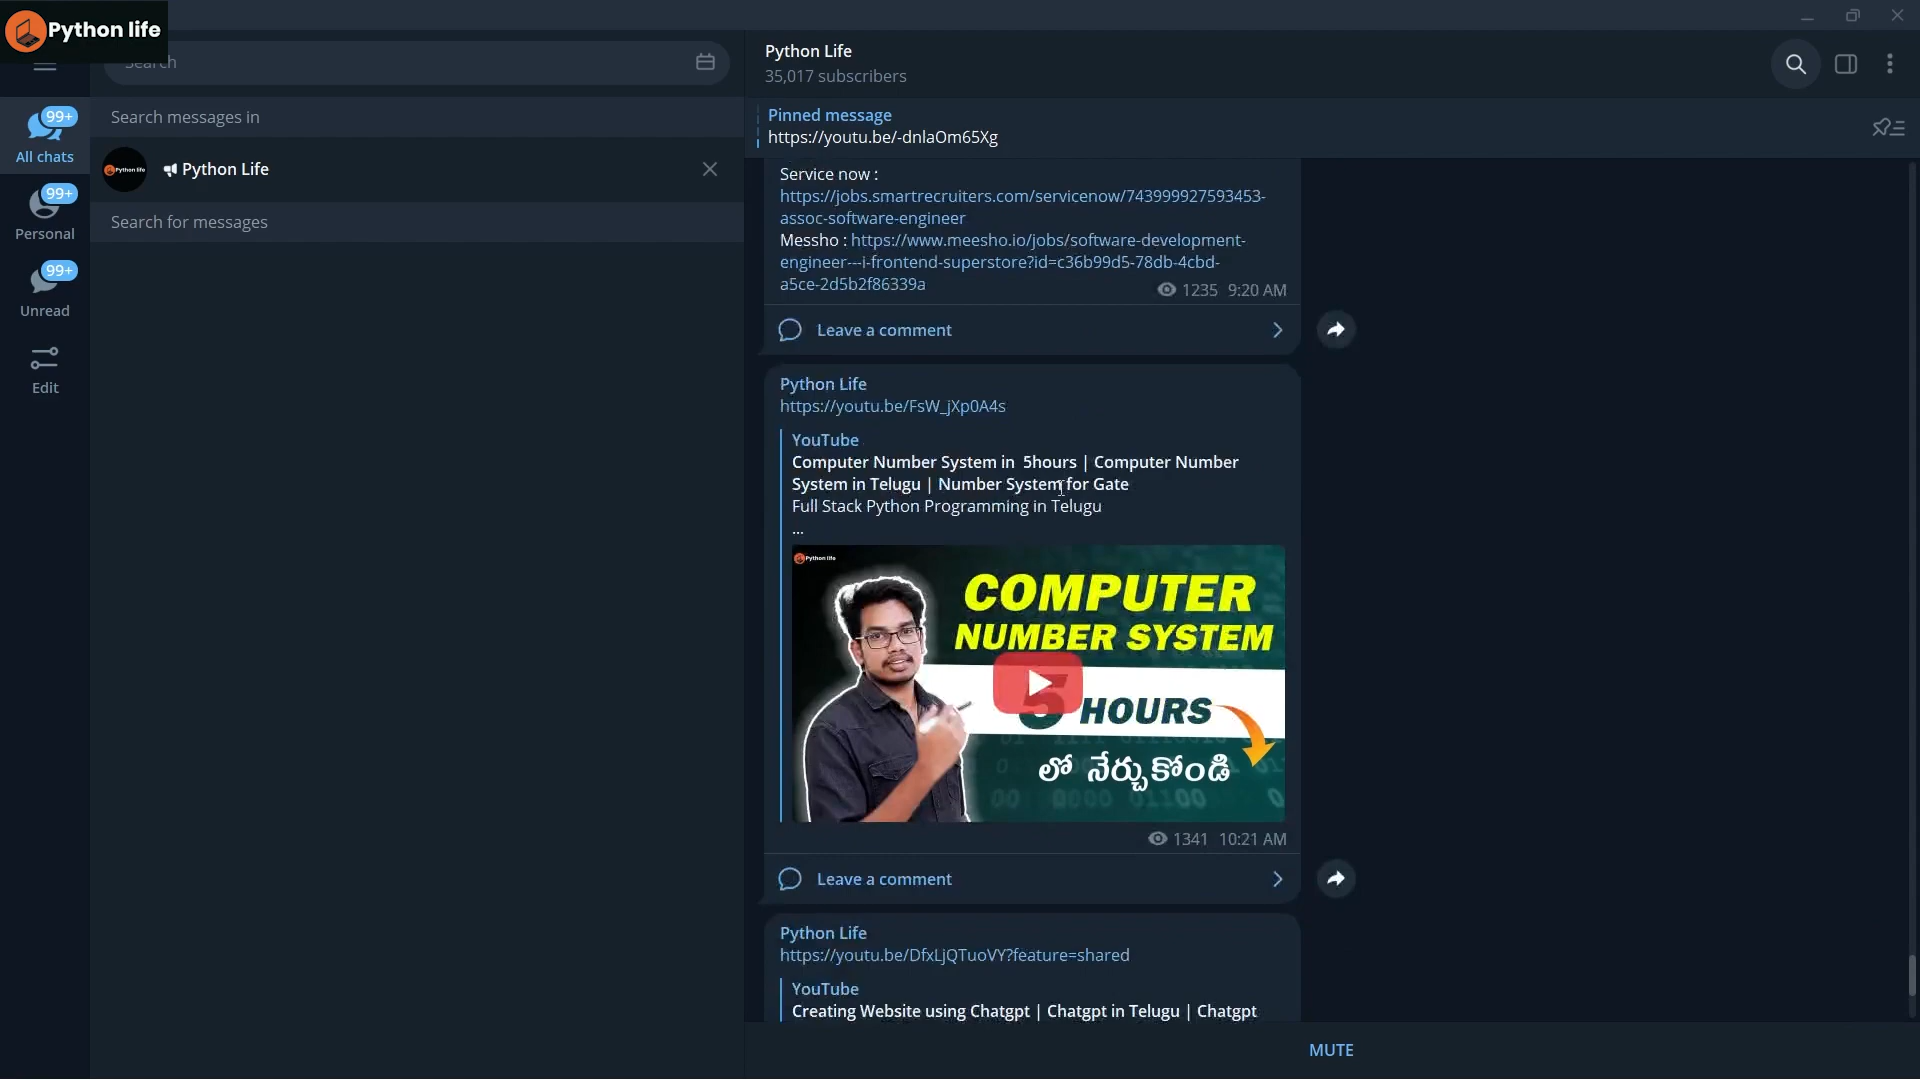 Python life
Search
Search messages in
Python life
Python Life
Search for messages
99+
All chats
99+
Personal
99+
Unread
Edit
Python Life
35,017 subscribers
Pinned message
https://youtu.be/-dnlaOm65Xg
Service now :
https://jobs.smartrecruiters.com/servicenow/743999927593453-
assoc-software-engineer
Messho : https://www.meesho.io/jobs/software-development-
engineer---i-frontend-superstore?id=c36b99d5-78db-4cbd-
a5ce-2d5b2f86339a
1235 9:20 AM
Leave a comment
Python Life
https://youtu.be/FsW_jXp0A4s
YouTube
Computer Number System in 5hours | Computer Number
System in Telugu | Number System for Gate
Full Stack Python Programming in Telugu
...
Python life
COMPUTER
NUMBER SYSTEM
5 HOURS
లో నేర్చుకోండి
1341 10:21 AM
Leave a comment
Python Life
https://youtu.be/DfxLjQTuoVY?feature=shared
YouTube
Creating Website using Chatgpt | Chatgpt in Telugu | Chatgpt
MUTE